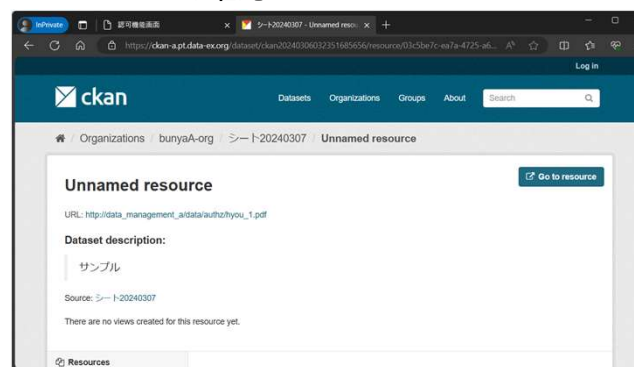 InPrivate 認可機能画面 シート20240307 - Unnamed reso
https://ckan-a.pt.data-ex.org/dataset/ckan20240306032351685656/resource/03c5be7c-ea7a-4725-a6...
Log in
ckan Datasets Organizations Groups About Search
/ Organizations / bunyaA-org / シート20240307 / Unnamed resource
Go to resource
Unnamed resource
URL: http://data_management_a/data/authz/hyou_1.pdf
Dataset description:
サンプル
Source: シート20240307
There are no views created for this resource yet.
Resources